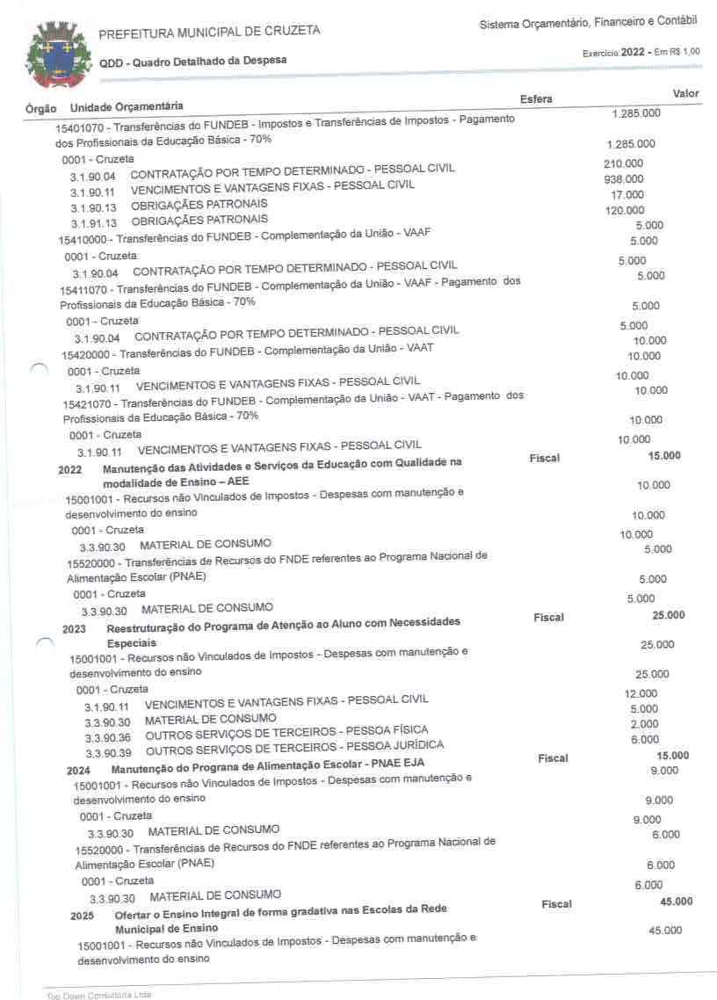 PREFEITURA MUNICIPAL DE CRUZETA
Sistema Orçamentário, Financeiro e Contábil
QDD - Quadro Detalhado da Despesa
Exercício: 2022 - Em R$ 1,00
Órgão Unidade Orçamentária Esfera Valor
15401070 - Transferências do FUNDEB - Impostos e Transferências de Impostos - Pagamento 1.285.000
dos Profissionais da Educação Básica - 70%
0001 - Cruzeta 1.285.000
3.1.90.04 CONTRATAÇÃO POR TEMPO DETERMINADO - PESSOAL CIVIL 210.000
3.1.90.11 VENCIMENTOS E VANTAGENS FIXAS - PESSOAL CIVIL 938.000
3.1.90.13 OBRIGAÇÃES PATRONAIS 17.000
3.1.91.13 OBRIGAÇÃES PATRONAIS 120.000
15410000 - Transferências do FUNDEB - Complementação da União - VAAF 5.000
0001 - Cruzeta 5.000
3.1.90.04 CONTRATAÇÃO POR TEMPO DETERMINADO - PESSOAL CIVIL 5.000
15411070 - Transferências do FUNDEB - Complementação da União - VAAF - Pagamento dos 5.000
Profissionais da Educação Básica - 70%
0001 - Cruzeta 5.000
3.1.90.04 CONTRATAÇÃO POR TEMPO DETERMINADO - PESSOAL CIVIL 5.000
15420000 - Transferências do FUNDEB - Complementação da União - VAAT 10.000
0001 - Cruzeta 10.000
3.1.90.11 VENCIMENTOS E VANTAGENS FIXAS - PESSOAL CIVIL 10.000
15421070 - Transferências do FUNDEB - Complementação da União - VAAT - Pagamento dos 10.000
Profissionais da Educação Básica - 70%
0001 - Cruzeta 10.000
3.1.90.11 VENCIMENTOS E VANTAGENS FIXAS - PESSOAL CIVIL 10.000
2022 Manutenção das Atividades e Serviços da Educação com Qualidade na Fiscal 15.000
modalidade de Ensino – AEE
15001001 - Recursos não Vinculados de Impostos - Despesas com manutenção e 10.000
desenvolvimento do ensino
0001 - Cruzeta 10.000
3.3.90.30 MATERIAL DE CONSUMO 10.000
15520000 - Transferências de Recursos do FNDE referentes ao Programa Nacional de 5.000
Alimentação Escolar (PNAE)
0001 - Cruzeta 5.000
3.3.90.30 MATERIAL DE CONSUMO 5.000
2023 Reestruturação do Programa de Atenção ao Aluno com Necessidades Fiscal 25.000
Especiais
15001001 - Recursos não Vinculados de Impostos - Despesas com manutenção e 25.000
desenvolvimento do ensino
0001 - Cruzeta 25.000
3.1.90.11 VENCIMENTOS E VANTAGENS FIXAS - PESSOAL CIVIL 12.000
3.3.90.30 MATERIAL DE CONSUMO 5.000
3.3.90.36 OUTROS SERVIÇOS DE TERCEIROS - PESSOA FÍSICA 2.000
3.3.90.39 OUTROS SERVIÇOS DE TERCEIROS - PESSOA JURÍDICA 6.000
2024 Manutenção do Prograna de Alimentação Escolar - PNAE EJA Fiscal 15.000
15001001 - Recursos não Vinculados de Impostos - Despesas com manutenção e 9.000
desenvolvimento do ensino
0001 - Cruzeta 9.000
3.3.90.30 MATERIAL DE CONSUMO 9.000
15520000 - Transferências de Recursos do FNDE referentes ao Programa Nacional de 6.000
Alimentação Escolar (PNAE)
0001 - Cruzeta 6.000
3.3.90.30 MATERIAL DE CONSUMO 6.000
2025 Ofertar o Ensino Integral de forma gradativa nas Escolas da Rede Fiscal 45.000
Municipal de Ensino
15001001 - Recursos não Vinculados de Impostos - Despesas com manutenção e 45.000
desenvolvimento do ensino
Top Down Consultoria Ltda